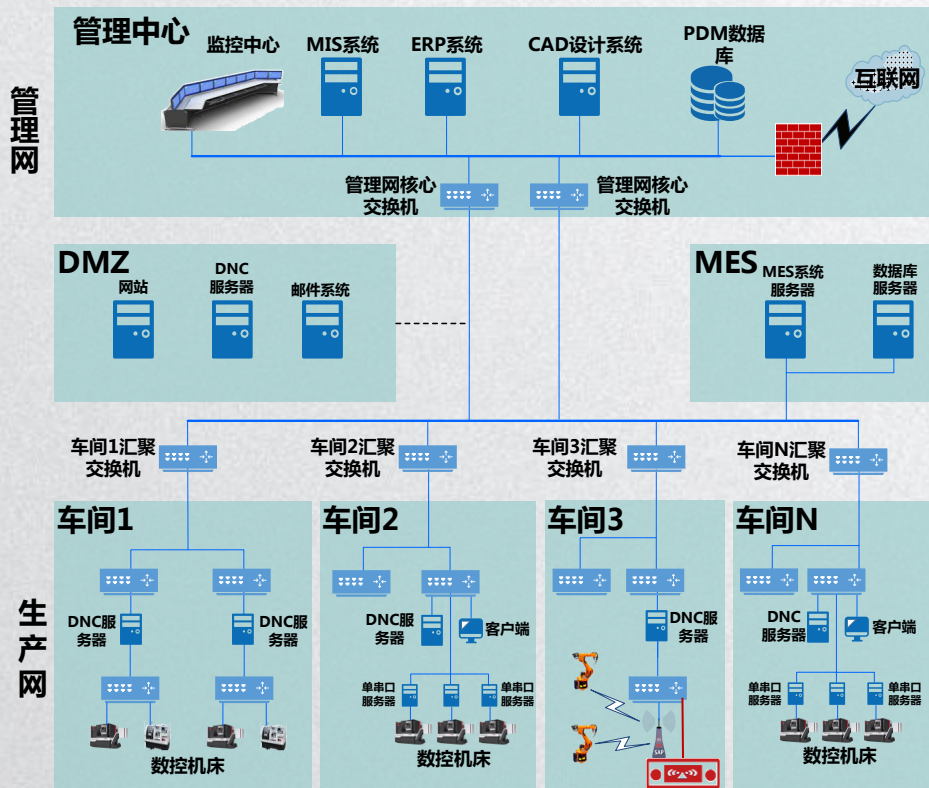 管理网
管理中心
监控中心
MIS系统
ERP系统
CAD设计系统
PDM数据
库
互联网
管理网核心
交换机
管理网核心
交换机
DMZ
网站
DNC
服务器
邮件系统
MES
MES系统
服务器
数据库
服务器
车间1汇聚
交换机
车间2汇聚
交换机
车间3汇聚
交换机
车间N汇聚
交换机
生产网
车间1
DNC服
务器
DNC服
务器
数控机床
车间2
DNC服
务器
客户端
单串口
服务器
单串口
服务器
数控机床
车间3
DNC服
务器
SAP
车间N
DNC
服务器
客户端
单串口
服务器
单串口
服务器
数控机床